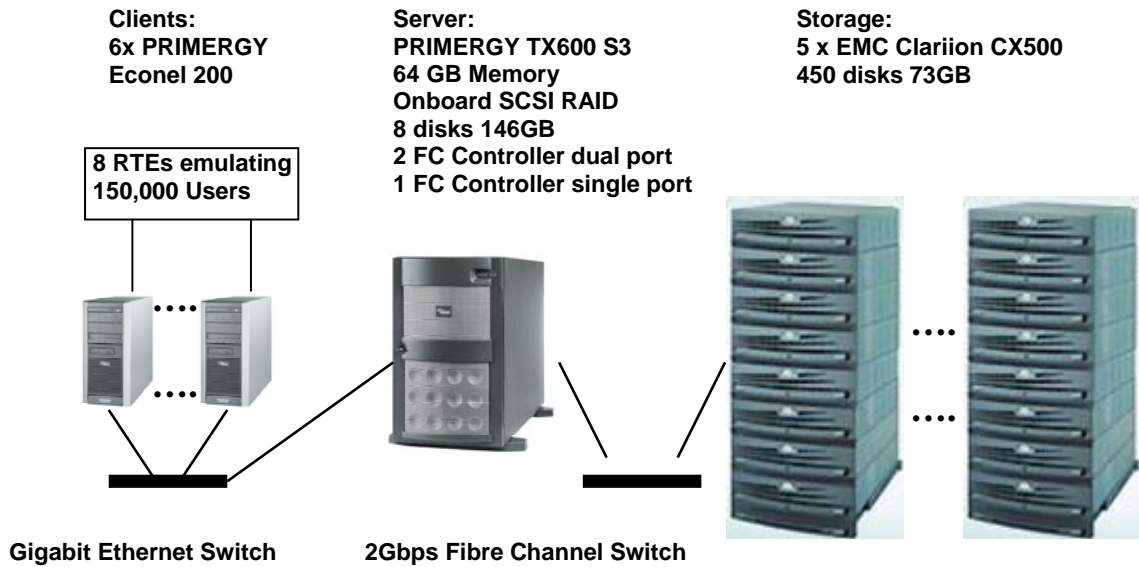 Clients:
6x PRIMERGY
Econel 200
Server:
PRIMERGY TX600 S3
64 GB Memory
Onboard SCSI RAID
8 disks 146GB
2 FC Controller dual port
1 FC Controller single port
Storage:
5 x EMC Clariion CX500
450 disks 73GB
8 RTEs emulating
150,000 Users
Gigabit Ethernet Switch
2Gbps Fibre Channel Switch